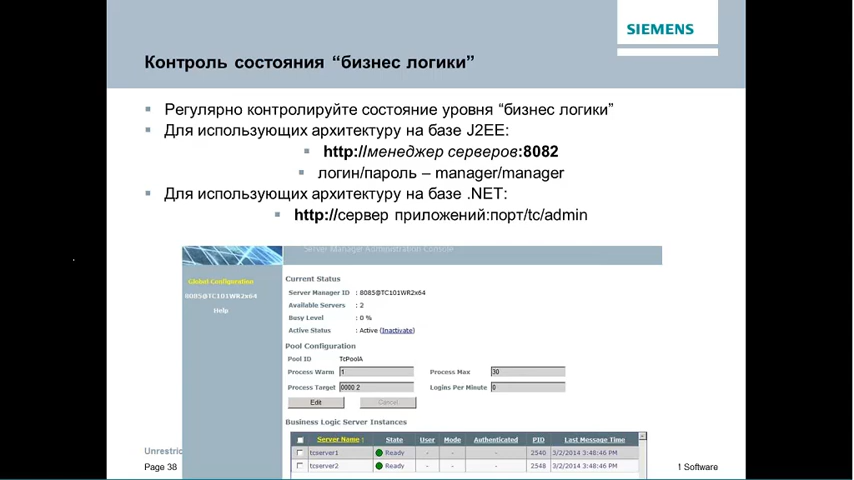 SIEMENS
Контроль состояния “бизнес логики”
Регулярно контролируйте состояние уровня “бизнес логики”
Для использующих архитектуру на базе J2EE:
http://менеджер серверов:8082
логин/пароль – manager/manager
Для использующих архитектуру на базе .NET:
http://сервер приложений:порт/tc/admin
Server Manager Administration Console
Global Configuration
8085@TC101WR2x64
Help
Current Status
Server Manager ID : 8085@TC101WR2x64
Available Servers : 2
Busy Level : 0 %
Active Status : Active (Inactivate)
Pool Configuration
Pool ID TcPoolA
Process Warm 1 Process Max 30
Process Target 0000 2 Logins Per Minute 0
Edit Cancel
Business Logic Server Instances
Server Name ↑ State User Mode Authenticated PID Last Message Time
tcserver1 Ready - - - 2540 3/2/2014 3:48:46 PM
tcserver2 Ready - - - 2548 3/2/2014 3:48:46 PM
Unrestric
Page 38
Software